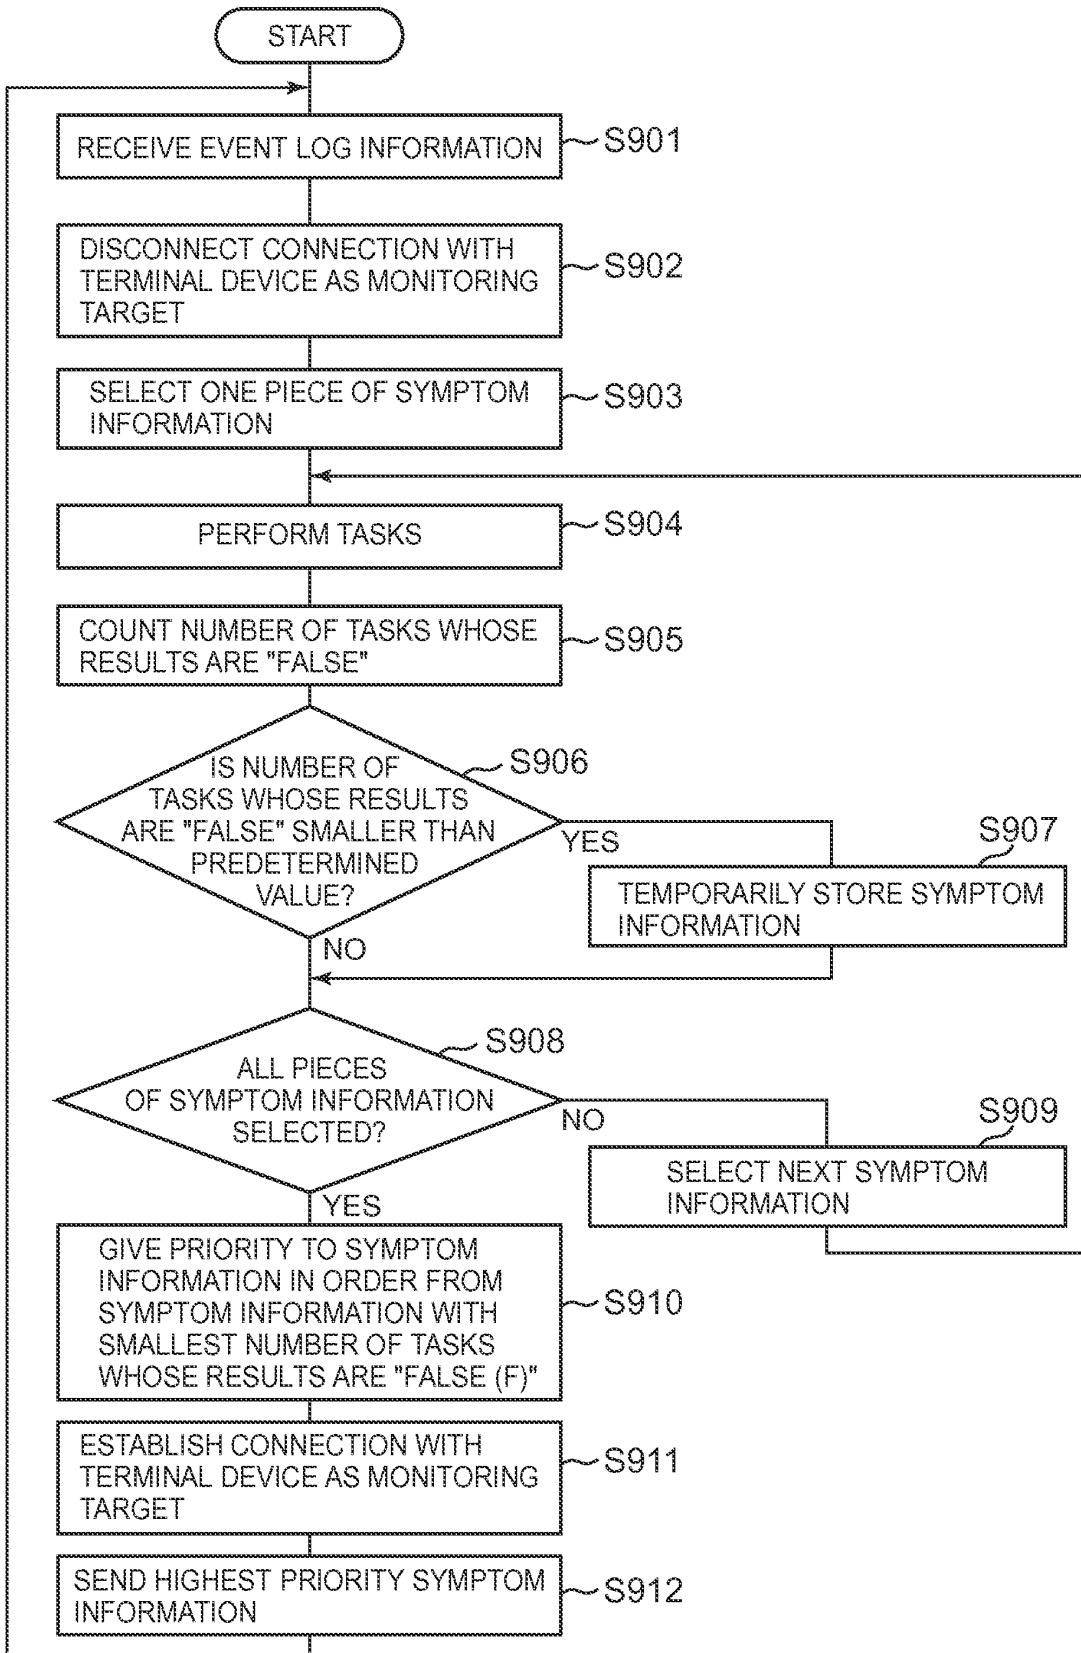 START
RECEIVE EVENT LOG INFORMATION
S901
DISCONNECT CONNECTION WITH
TERMINAL DEVICE AS MONITORING
TARGET
S902
SELECT ONE PIECE OF SYMPTOM
INFORMATION
S903
PERFORM TASKS
S904
COUNT NUMBER OF TASKS WHOSE
RESULTS ARE "FALSE"
S905
IS NUMBER OF
TASKS WHOSE RESULTS
ARE "FALSE" SMALLER THAN
PREDETERMINED
VALUE?
S906
YES
NO
S907
TEMPORARILY STORE SYMPTOM
INFORMATION
ALL PIECES
OF SYMPTOM INFORMATION
SELECTED?
S908
NO
YES
S909
SELECT NEXT SYMPTOM
INFORMATION
GIVE PRIORITY TO SYMPTOM
INFORMATION IN ORDER FROM
SYMPTOM INFORMATION WITH
SMALLEST NUMBER OF TASKS
WHOSE RESULTS ARE "FALSE (F)"
S910
ESTABLISH CONNECTION WITH
TERMINAL DEVICE AS MONITORING
TARGET
S911
SEND HIGHEST PRIORITY SYMPTOM
INFORMATION
S912